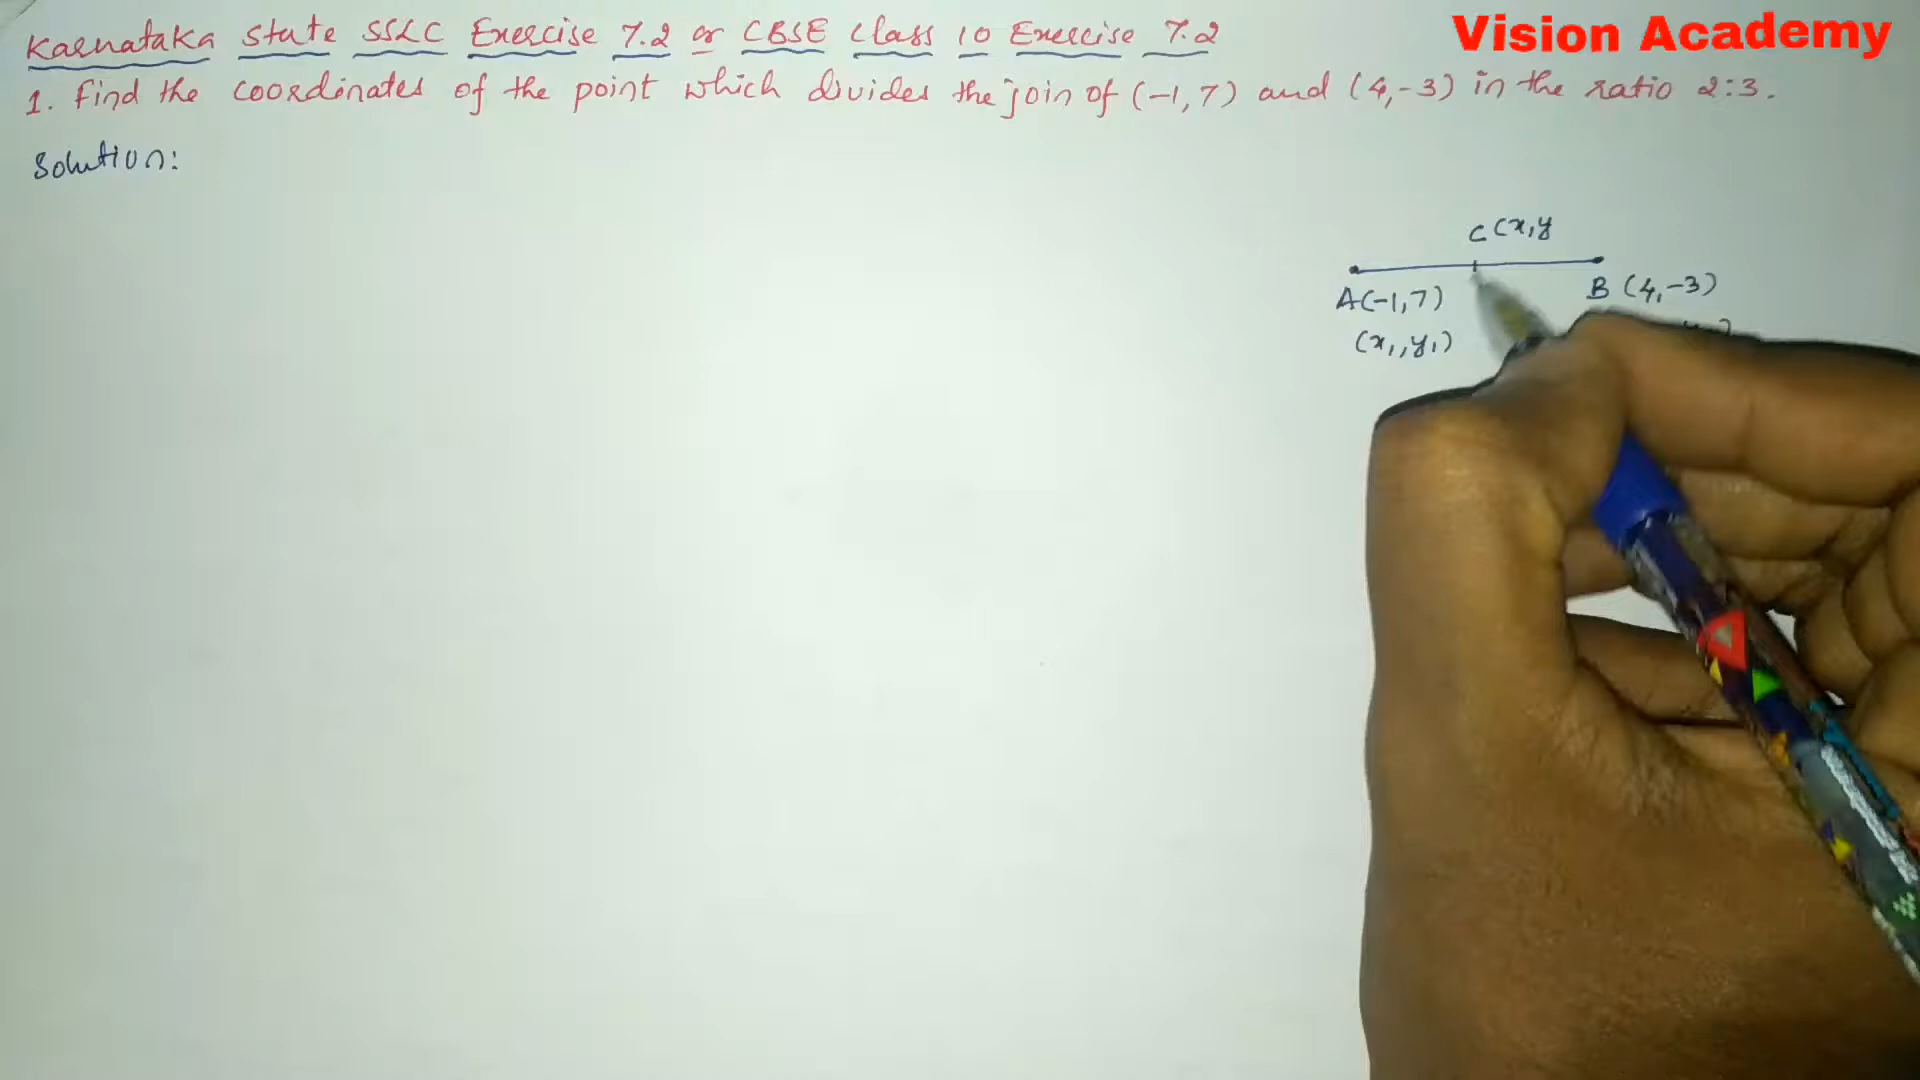 Vision Academy
Karnataka State SSLC Exercise 7.2 or CBSE Class 10 Exercise 7.2
1. Find the coordinates of the point which divides the join of (-1,7) and (4,-3) in the ratio 2:3.
Solution:
C (x,y
A(-1,7)
B (4,-3)
(x₁,y₁)